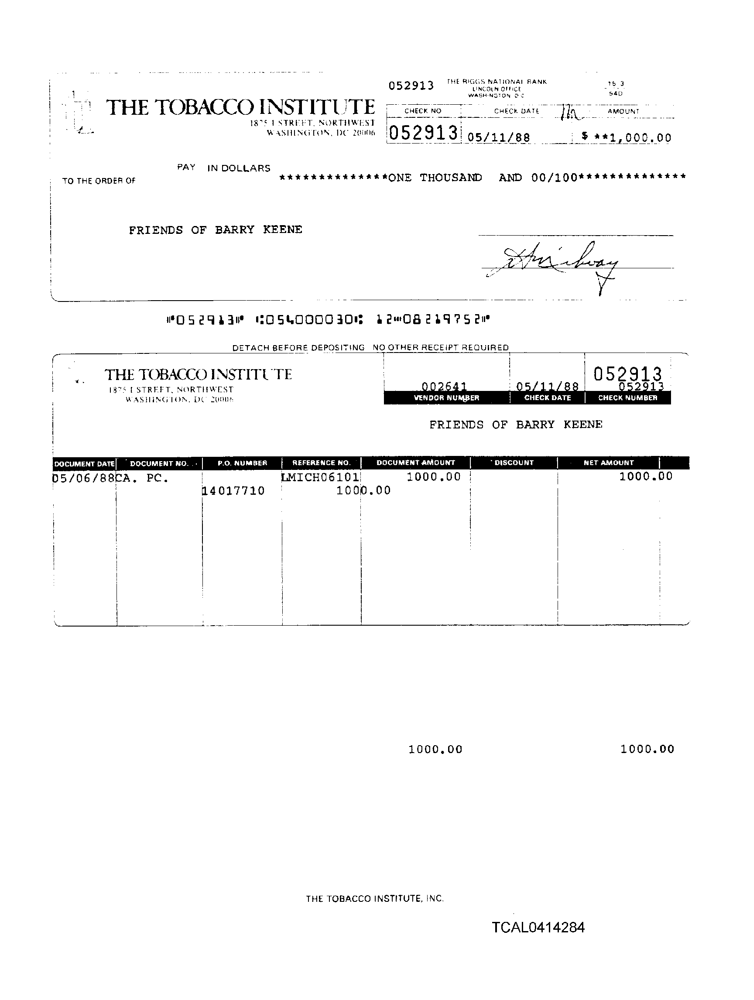 052913 THE RIGGS NATIONAL BANK
LINCOLN OFFICE
WASHINGTON, D.C.
15 3
540
THE TOBACCO INSTITUTE
1875 I STREET, NORTHWEST
WASHINGTON, DC 20006
CHECK NO. CHECK DATE AMOUNT
052913 05/11/88 $ **1,000.00
PAY IN DOLLARS
TO THE ORDER OF **************ONE THOUSAND AND 00/100**************
FRIENDS OF BARRY KEENE
⑈052913⑈ ⑆054000030⑆ 12⑉08219752⑈
DETACH BEFORE DEPOSITING NO OTHER RECEIPT REQUIRED
THE TOBACCO INSTITUTE
1875 I STREET, NORTHWEST
WASHINGTON, DC 20006
052913
002641 05/11/88 052913
VENDOR NUMBER CHECK DATE CHECK NUMBER
FRIENDS OF BARRY KEENE
DOCUMENT DATE DOCUMENT NO. P.O. NUMBER REFERENCE NO. DOCUMENT AMOUNT DISCOUNT NET AMOUNT
05/06/88CA. PC. LMICH06101 1000.00 1000.00
14017710 1000.00
1000.00 1000.00
THE TOBACCO INSTITUTE, INC.
TCAL0414284